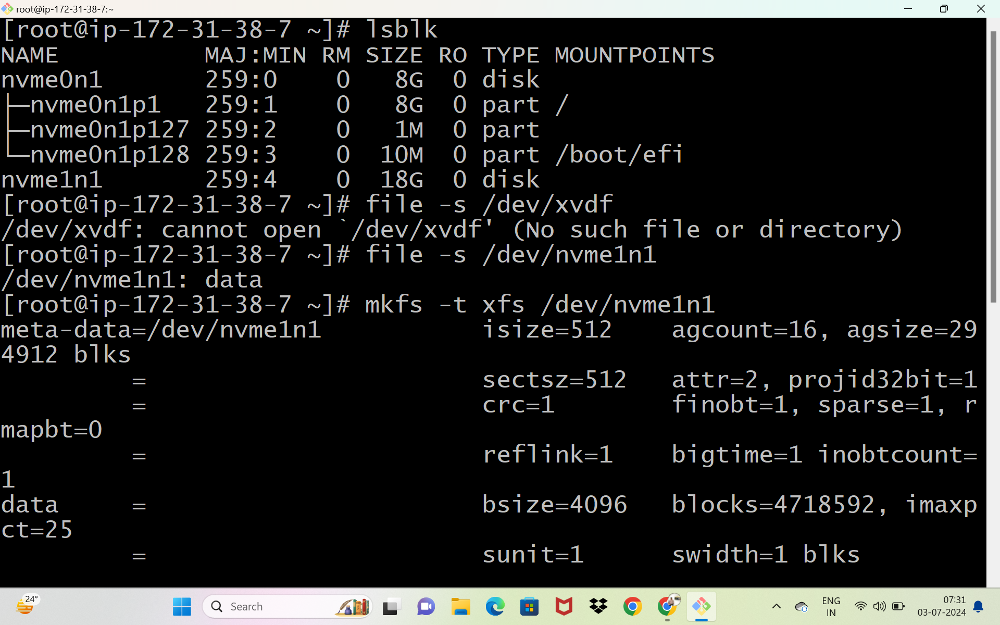 root@ip-172-31-38-7:~
[root@ip-172-31-38-7 ~]# lsblk
NAME          MAJ:MIN RM SIZE RO TYPE MOUNTPOINTS
nvme0n1       259:0    0   8G  0 disk
├─nvme0n1p1   259:1    0   8G  0 part /
├─nvme0n1p127 259:2    0   1M  0 part
└─nvme0n1p128 259:3    0  10M  0 part /boot/efi
nvme1n1       259:4    0  18G  0 disk
[root@ip-172-31-38-7 ~]# file -s /dev/xvdf
/dev/xvdf: cannot open `/dev/xvdf' (No such file or directory)
[root@ip-172-31-38-7 ~]# file -s /dev/nvme1n1
/dev/nvme1n1: data
[root@ip-172-31-38-7 ~]# mkfs -t xfs /dev/nvme1n1
meta-data=/dev/nvme1n1           isize=512    agcount=16, agsize=29
4912 blks
         =                       sectsz=512   attr=2, projid32bit=1
         =                       crc=1        finobt=1, sparse=1, r
mapbt=0
         =                       reflink=1    bigtime=1 inobtcount=
1
data     =                       bsize=4096   blocks=4718592, imaxp
ct=25
         =                       sunit=1      swidth=1 blks
24°
Search
ENG
IN
07:31
03-07-2024